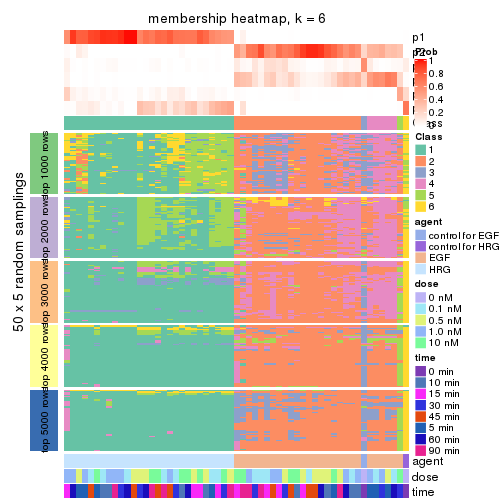 membership heatmap, k = 6
p1
p2
Prob
1
0.8
0.6
0.4
0.2
0
Class
1
2
3
4
5
6
agent
control for EGF
control for HRG
EGF
HRG
dose
0 nM
0.1 nM
0.5 nM
1.0 nM
10 nM
time
0 min
10 min
15 min
30 min
45 min
5 min
60 min
90 min
50 x 5 random samplings
top 1000 rows
top 2000 rows
top 3000 rows
top 4000 rows
top 5000 rows
agent
dose
time